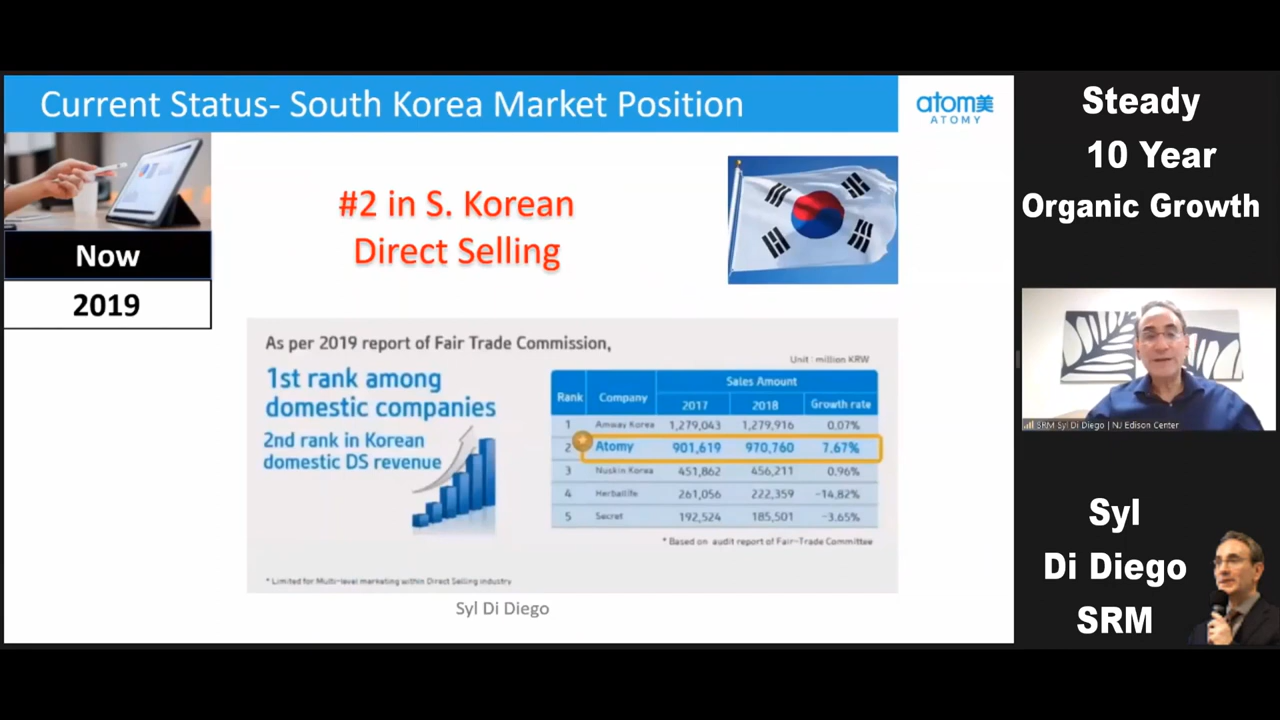 Current Status- South Korea Market Position
atom美
ATOMY
Now
2019
#2 in S. Korean
Direct Selling
As per 2019 report of Fair Trade Commission,
1st rank among
domestic companies
2nd rank in Korean
domestic DS revenue
Unit : million KRW
Rank Company Sales Amount
2017 2018 Growth rate
1 Amway Korea 1,279,043 1,279,916 0.07%
2 Atomy 901,619 970,760 7.67%
3 Nuskin Korea 451,862 456,211 0.96%
4 Herballife 261,056 222,359 -14.82%
5 Secret 192,524 185,501 -3.65%
* Based on audit report of Fair-Trade Committee
* Limited for Multi-level marketing within Direct Selling industry
Syl Di Diego
Steady
10 Year
Organic Growth
SRM Syl Di Diego | NJ Edison Center
Syl
Di Diego
SRM